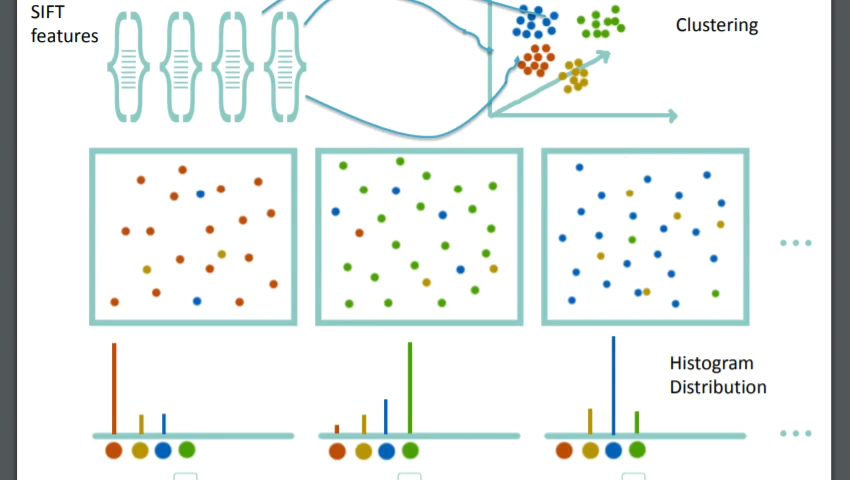 SIFT
features
Clustering
Histogram
Distribution